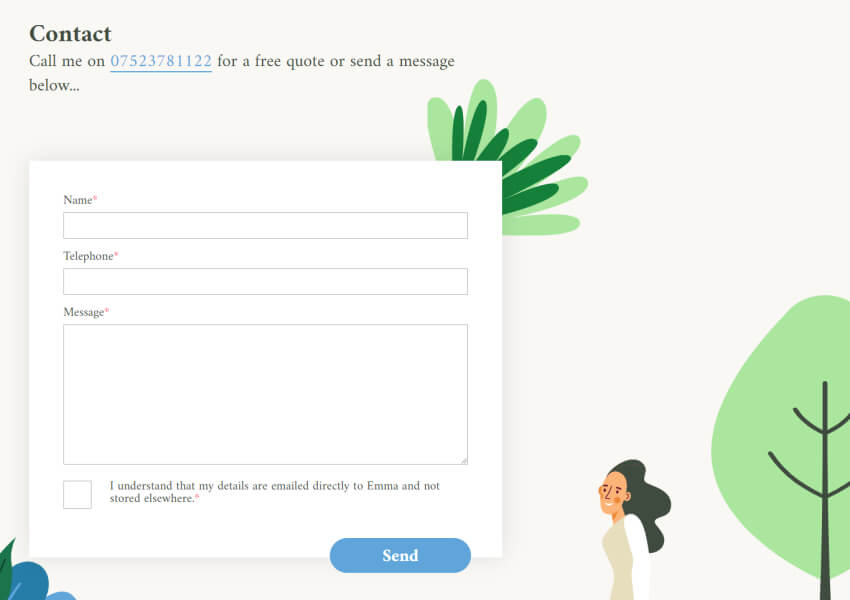 Contact
Call me on 07523781122 for a free quote or send a message
below...
Name*
Telephone*
Message*
I understand that my details are emailed directly to Emma and not
stored elsewhere.*
Send